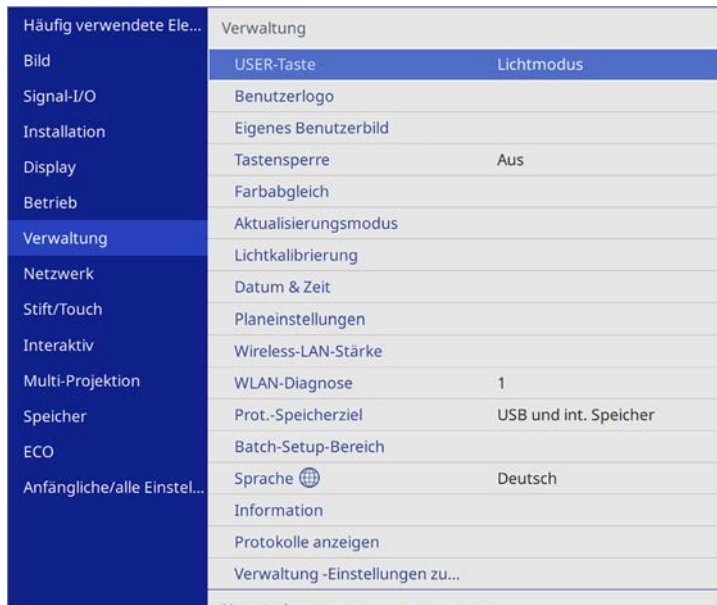 Häufig verwendete Ele...
Bild
Signal-I/O
Installation
Display
Betrieb
Verwaltung
Netzwerk
Stift/Touch
Interaktiv
Multi-Projektion
Speicher
ECO
Anfängliche/alle Einstel...
Verwaltung
USER-Taste Lichtmodus
Benutzerlogo
Eigenes Benutzerbild
Tastensperre Aus
Farbabgleich
Aktualisierungsmodus
Lichtkalibrierung
Datum & Zeit
Planeinstellungen
Wireless-LAN-Stärke
WLAN-Diagnose 1
Prot.-Speicherziel USB und int. Speicher
Batch-Setup-Bereich
Sprache Deutsch
Information
Protokolle anzeigen
Verwaltung -Einstellungen zu...